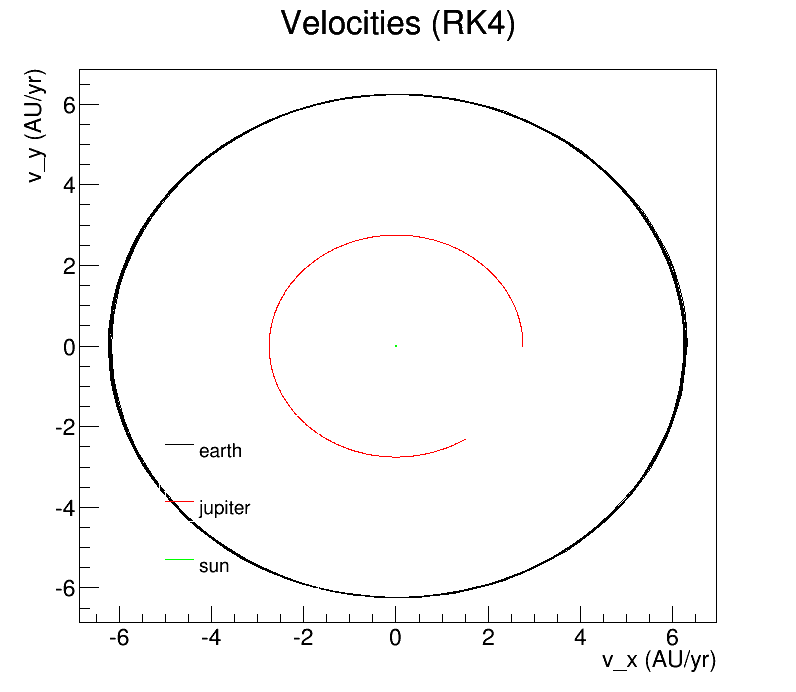 Velocities (RK4)
v_y (AU/yr)
6
4
2
0
-2
-4
-6
earth
jupiter
sun
-6 -4 -2 0 2 4 6
v_x (AU/yr)